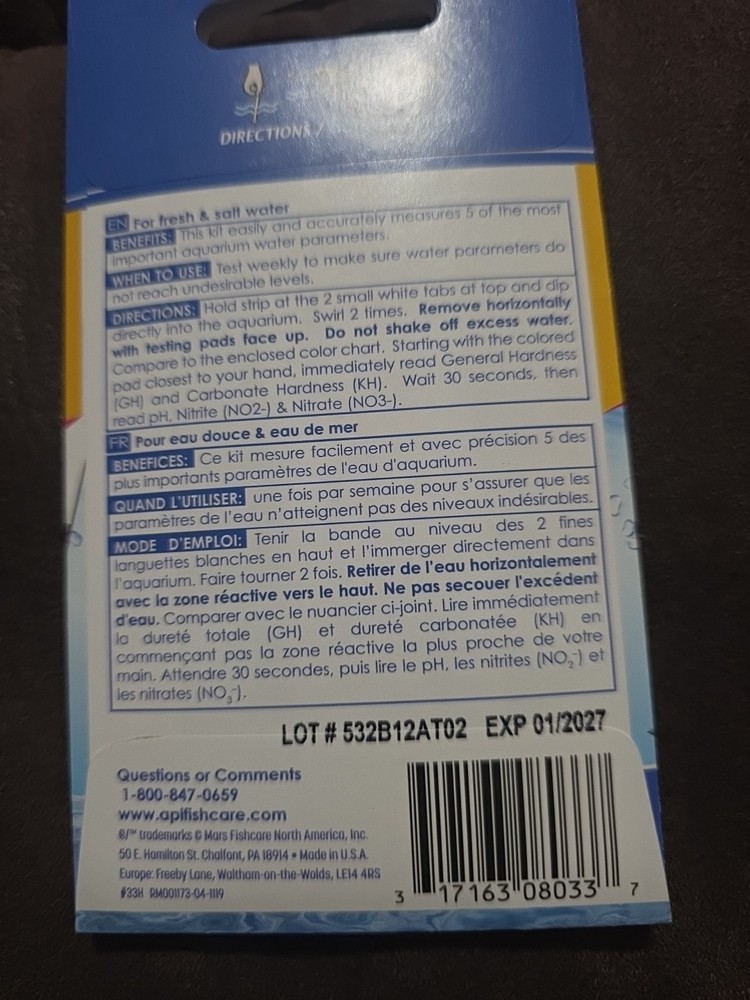 DIRECTIONS /
EN For fresh & salt water
BENEFITS: This kit easily and accurately measures 5 of the most
important aquarium water parameters.
WHEN TO USE: Test weekly to make sure water parameters do
not reach undesirable levels.
DIRECTIONS: Hold strip at the 2 small white tabs at top and dip
directly into the aquarium. Swirl 2 times. Remove horizontally
with testing pads face up. Do not shake off excess water.
Compare to the enclosed color chart. Starting with the colored
pad closest to your hand, immediately read General Hardness
(GH) and Carbonate Hardness (KH). Wait 30 seconds, then
read pH, Nitrite (NO2-) & Nitrate (NO3-).
FR Pour eau douce & eau de mer
BENEFICES: Ce kit mesure facilement et avec précision 5 des
plus importants paramètres de l'eau d'aquarium.
QUAND L'UTILISER: une fois par semaine pour s'assurer que les
paramètres de l'eau n'atteignent pas des niveaux indésirables.
MODE D'EMPLOI: Tenir la bande au niveau des 2 fines
languettes blanches en haut et l'immerger directement dans
l'aquarium. Faire tourner 2 fois. Retirer de l'eau horizontalement
avec la zone réactive vers le haut. Ne pas secouer l'excédent
d'eau. Comparer avec le nuancier ci-joint. Lire immédiatement
la dureté totale (GH) et dureté carbonatée (KH) en
commençant pas la zone réactive la plus proche de votre
main. Attendre 30 secondes, puis lire le pH, les nitrites (NO₂⁻) et
les nitrates (NO₃⁻).
LOT # 532B12AT02 EXP 01/2027
Questions or Comments
1-800-847-0659
www.apifishcare.com
®/™ trademarks © Mars Fishcare North America, Inc.
50 E. Hamilton St. Chalfont, PA 18914 • Made in U.S.A.
Europe: Freeby Lane, Waltham-on-the-Wolds, LE14 4RS
#33H RM001173-04-1119
3 17163 08033 7